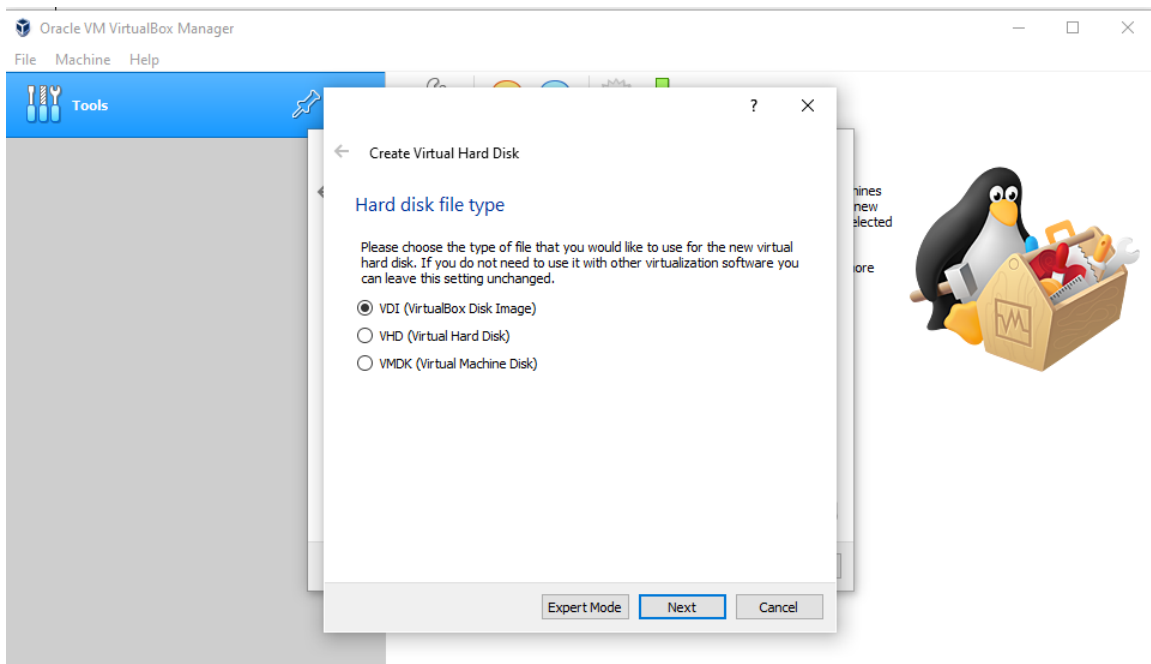 Oracle VM VirtualBox Manager
File Machine Help
Tools
?
Create Virtual Hard Disk
Hard disk file type
Please choose the type of file that you would like to use for the new virtual
hard disk. If you do not need to use it with other virtualization software you
can leave this setting unchanged.
VDI (VirtualBox Disk Image)
VHD (Virtual Hard Disk)
VMDK (Virtual Machine Disk)
new
Expert Mode Next Cancel